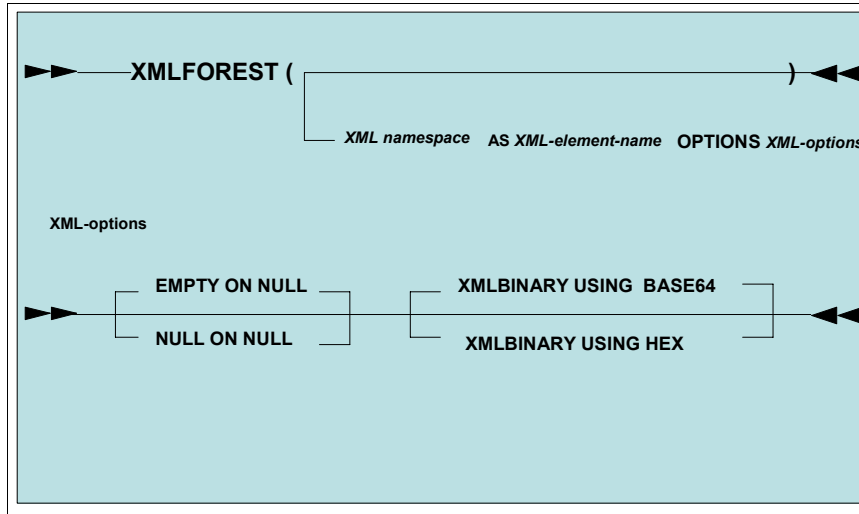 XMLFOREST ( )
XML namespace AS XML-element-name OPTIONS XML-options
XML-options
EMPTY ON NULL XMLBINARY USING BASE64
NULL ON NULL XMLBINARY USING HEX